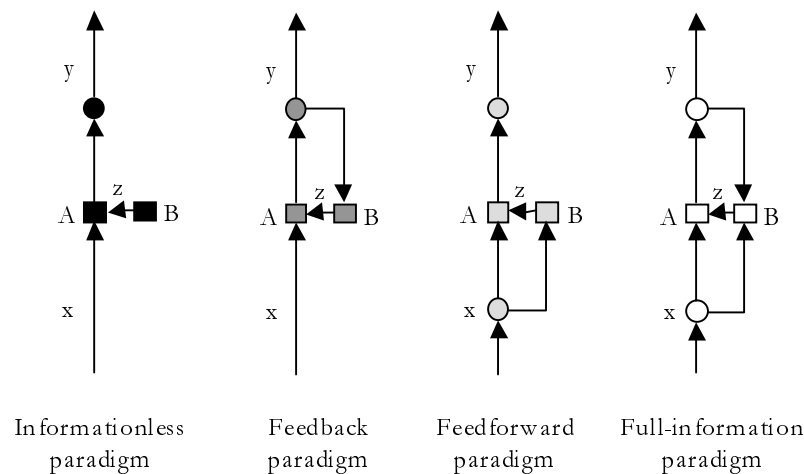 y
y
y
y
z
z
z
z
A
B
A
B
A
B
A
B
x
x
x
x
Informationless
paradigm
Feedback
paradigm
Feedforward
paradigm
Full-information
paradigm